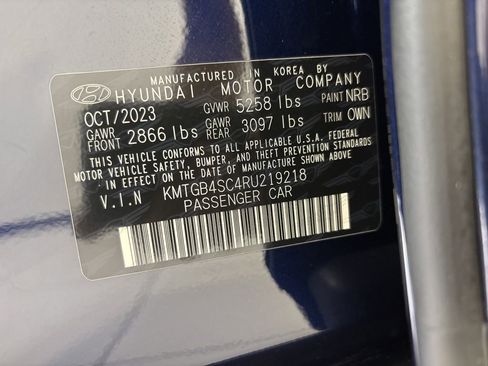 MANUFACTURED IN KOREA BY
HYUNDAI MOTOR COMPANY
OCT/2023 GVWR 5258 lbs PAINT NRB
GAWR FRONT 2866 lbs GAWR REAR 3097 lbs TRIM OWN
THIS VEHICLE CONFORMS TO ALL APPLICABLE U.S.A. FEDERAL
MOTOR VEHICLE SAFETY, BUMPER, AND THEFT PREVENTION STANDARDS
IN EFFECT ON THE DATE OF MANUFACTURE SHOWN ABOVE.
V.I.N KMTGB4SC4RU219218
PASSENGER CAR